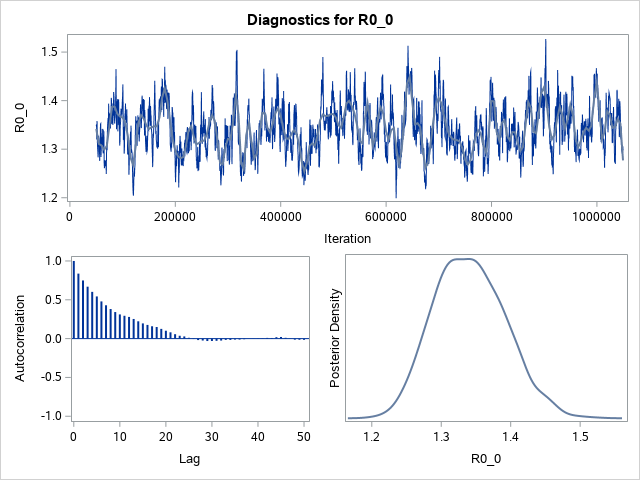 Diagnostics for R0_0
R0_0
1.5
1.4
1.3
1.2
0 200000 400000 600000 800000 1000000
Iteration
Autocorrelation
1.0
0.5
0.0
-0.5
-1.0
0 10 20 30 40 50
Lag
Posterior Density
1.2 1.3 1.4 1.5
R0_0